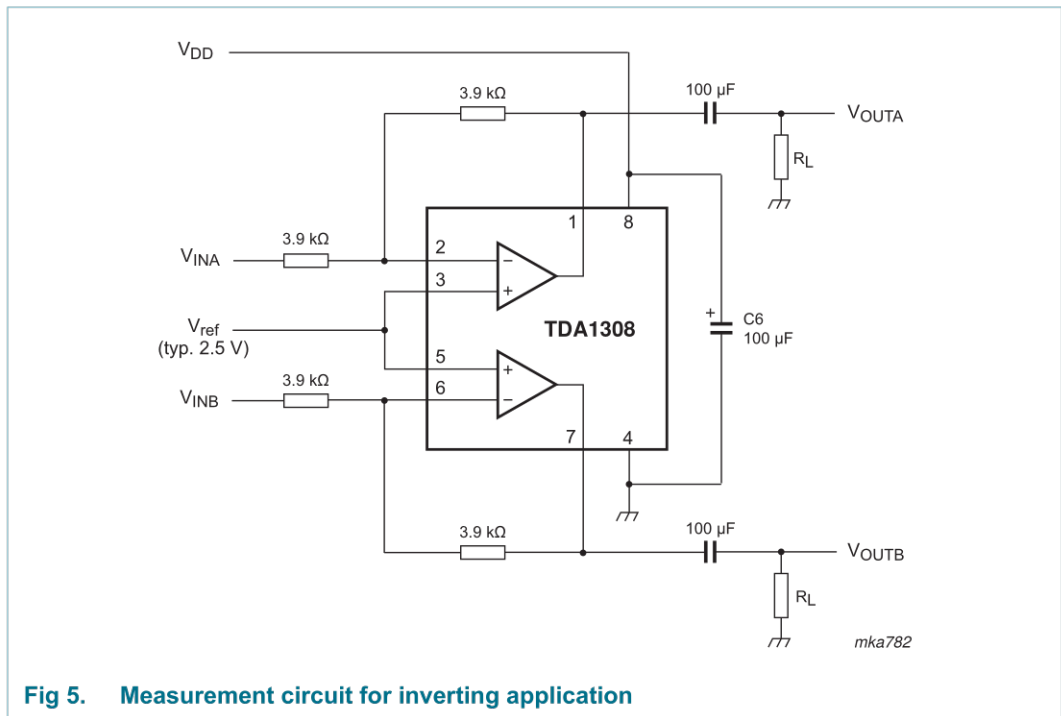 VDD
3.9 kΩ
100 µF
VOUTA
RL
1
8
3.9 kΩ
VINA
2
−
3
+
TDA1308
Vref
(typ. 2.5 V)
+
C6
100 µF
5
+
3.9 kΩ
6
−
VINB
7
4
3.9 kΩ
100 µF
VOUTB
RL
mka782
Fig 5. Measurement circuit for inverting application